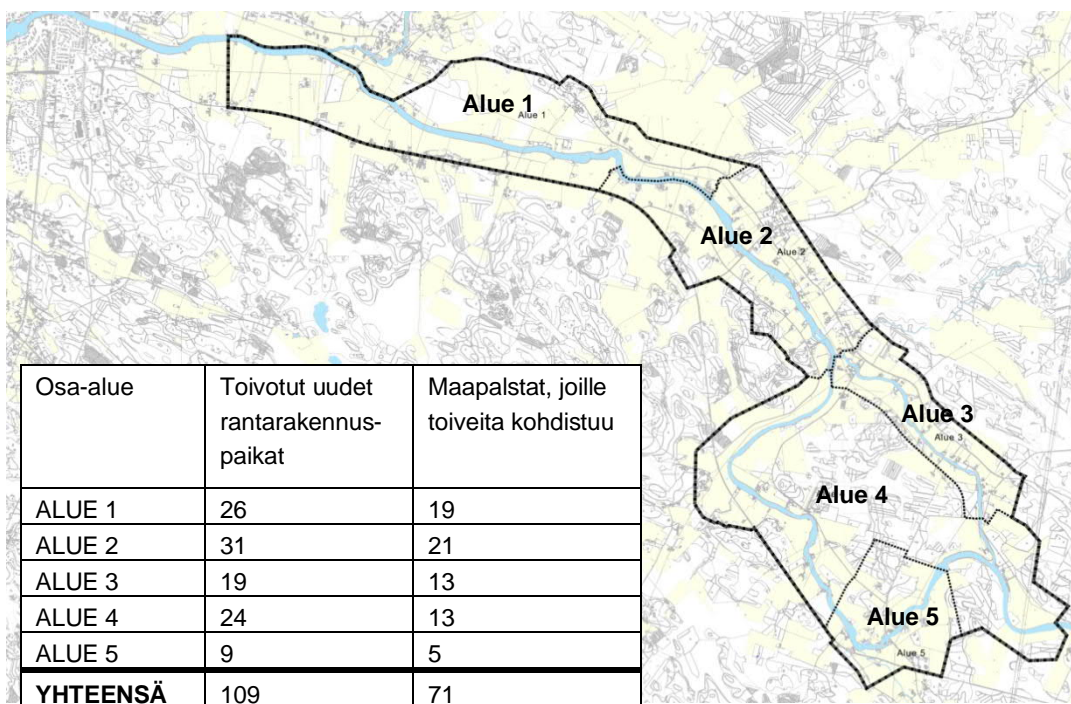 Alue 1
Alue 1
Alue 2
Alue 2
Alue 3
Alue 3
Alue 4
Alue 5
Alue 5
Osa-alue Toivotut uudet Maapalstat, joille
rantarakennus- toiveita kohdistuu
paikat
ALUE 1 26 19
ALUE 2 31 21
ALUE 3 19 13
ALUE 4 24 13
ALUE 5 9 5
YHTEENSÄ 109 71